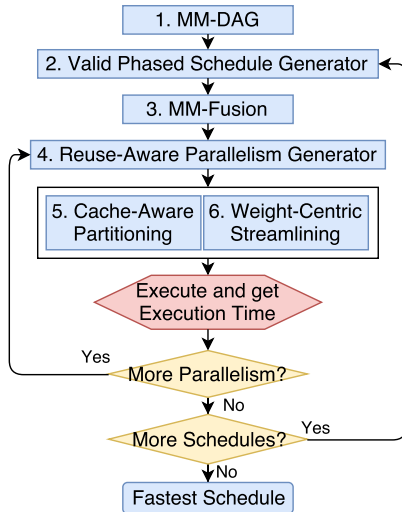 1. MM-DAG
2. Valid Phased Schedule Generator
3. MM-Fusion
4. Reuse-Aware Parallelism Generator
5. Cache-Aware
Partitioning
6. Weight-Centric
Streamlining
Execute and get
Execution Time
Yes
More Parallelism?
No
More Schedules?
Yes
No
Fastest Schedule